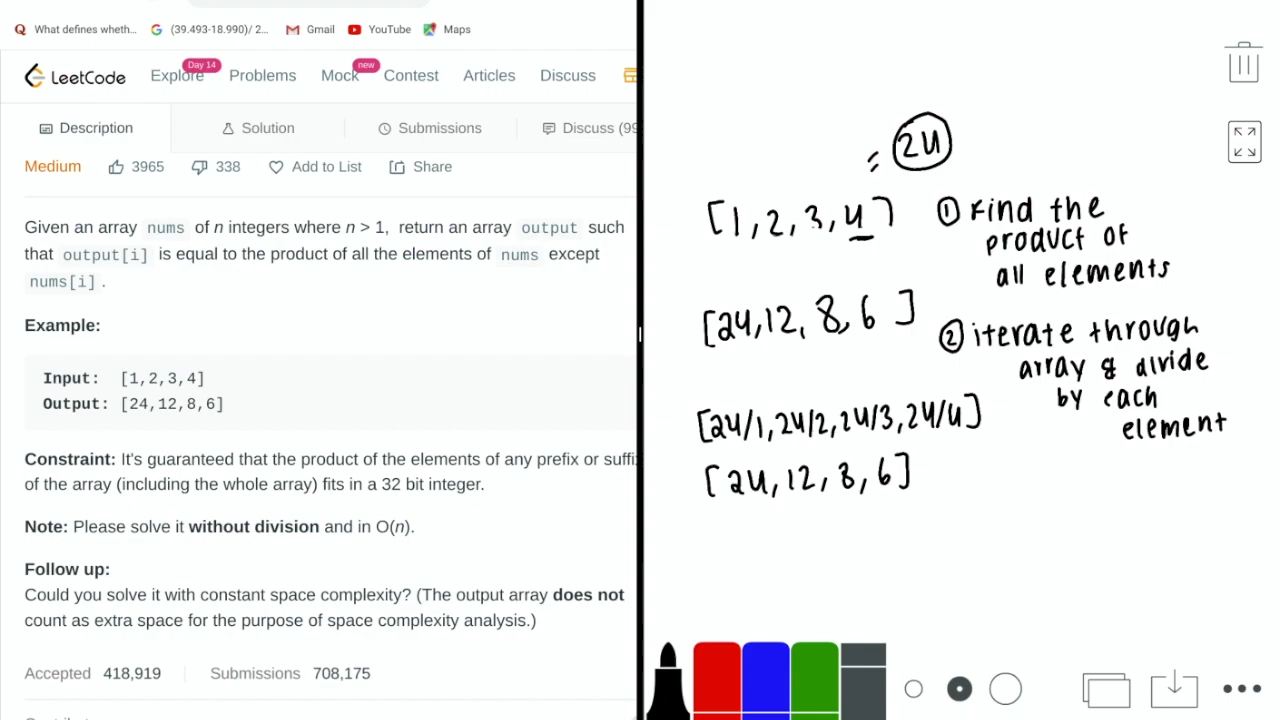 What defines wheth...
(39.493-18.990)/ 2...
Gmail
YouTube
Maps
LeetCode
Explore
Day 14
Problems
Mock
new
Contest
Articles
Discuss
Description
Solution
Submissions
Discuss (99
Medium
3965
338
Add to List
Share
Given an array nums of n integers where n > 1, return an array output such
that output[i] is equal to the product of all the elements of nums except
nums[i].
Example:
Input: [1,2,3,4]
Output: [24,12,8,6]
Constraint: It's guaranteed that the product of the elements of any prefix or suffi
of the array (including the whole array) fits in a 32 bit integer.
Note: Please solve it without division and in O(n).
Follow up:
Could you solve it with constant space complexity? (The output array does not
count as extra space for the purpose of space complexity analysis.)
Accepted 418,919
Submissions 708,175
= 24
[1,2,3,4]
[24,12,8,6]
[24/1,24/2,24/3,24/4]
[24,12,8,6]
① Find the
product of
all elements
② iterate through
array & divide
by each
element